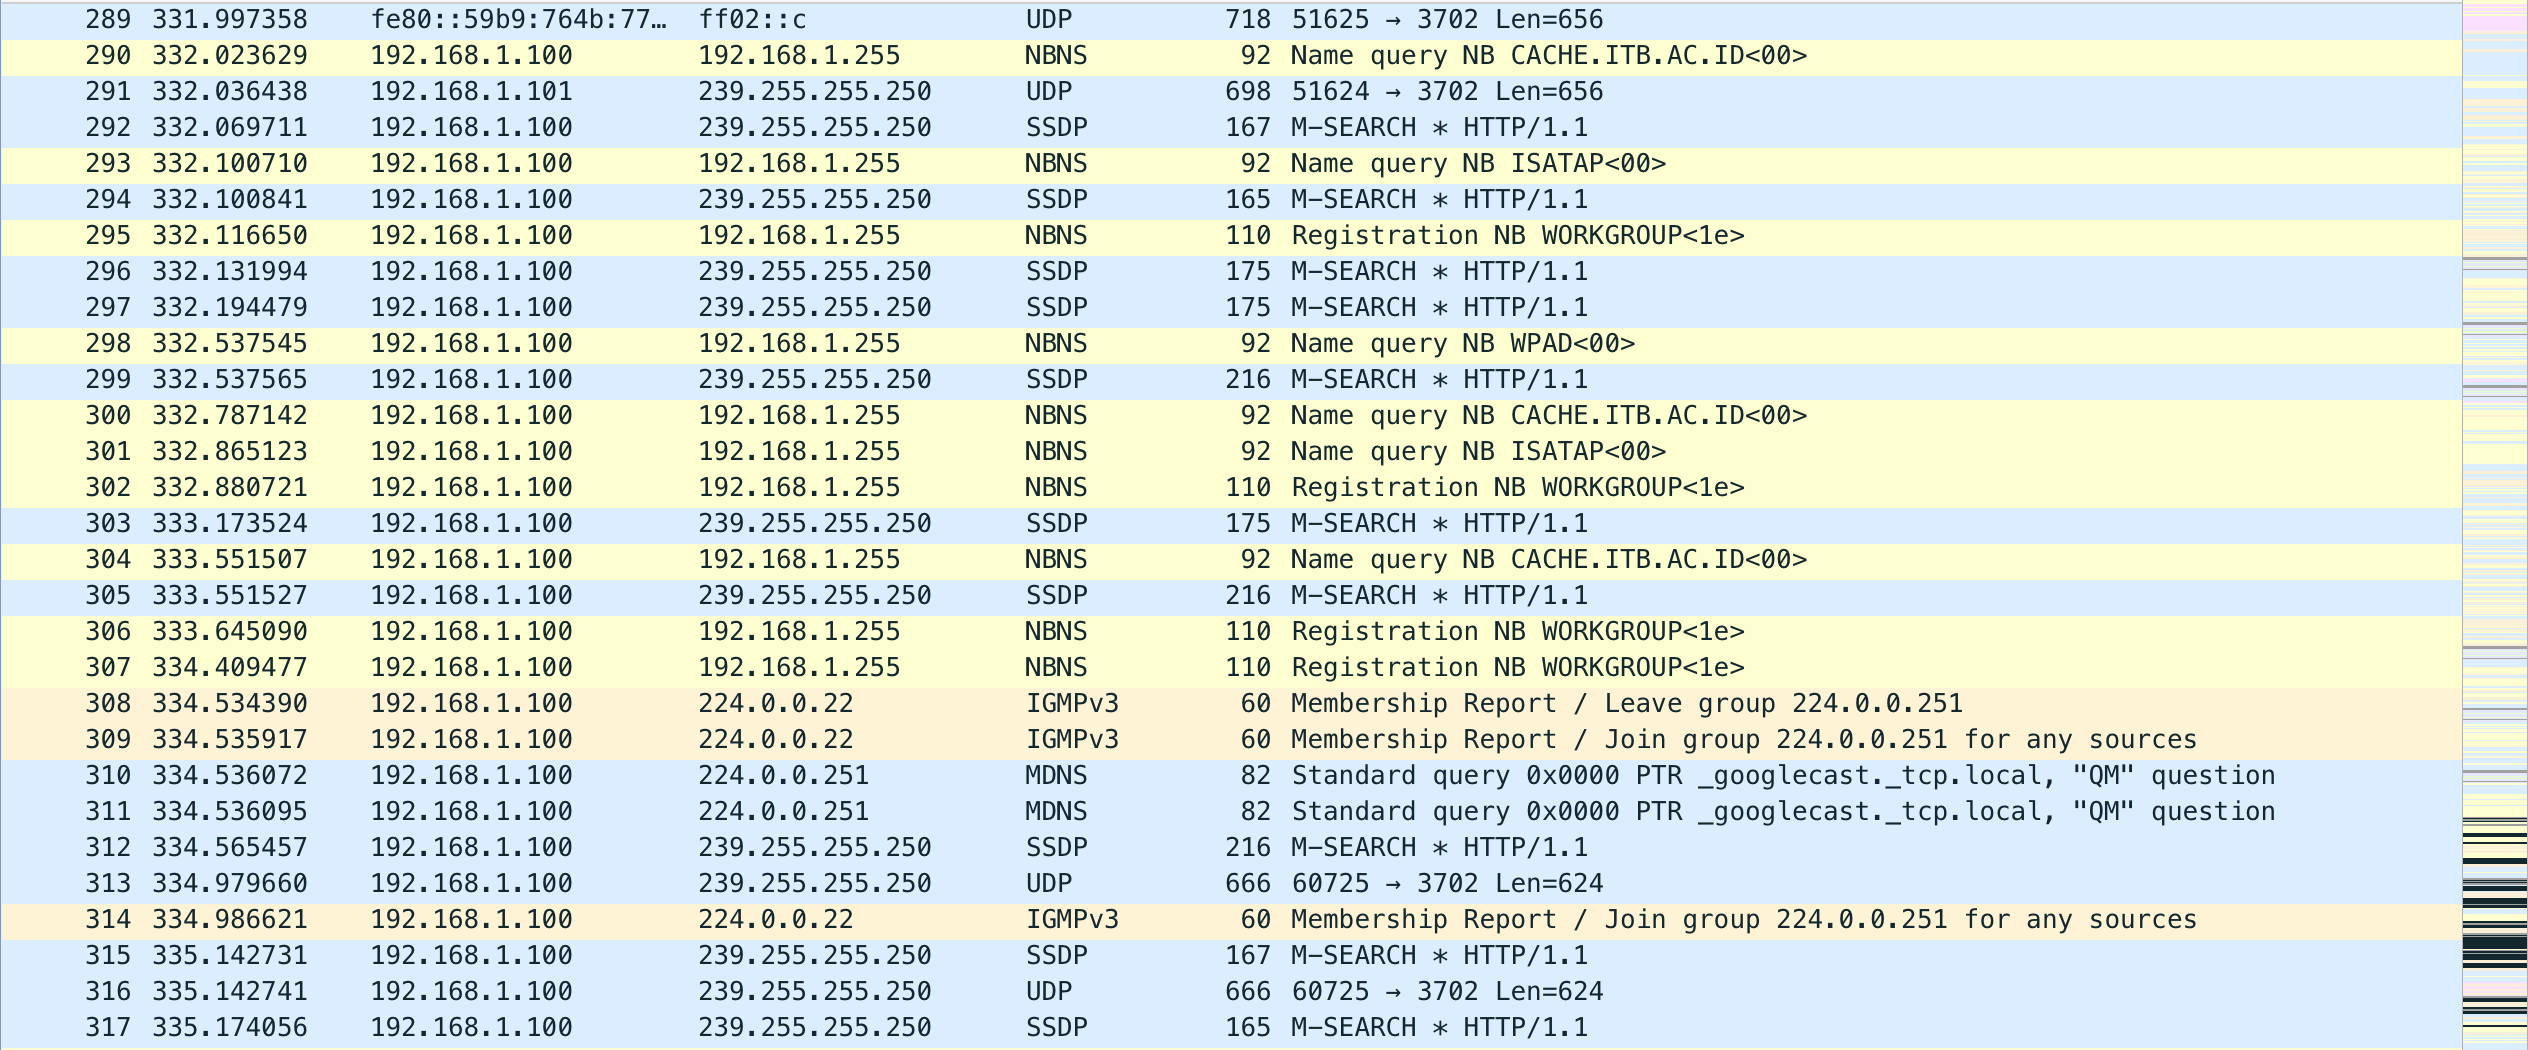 289 331.997358 fe80::59b9:764b:77… ff02::c UDP 718 51625 → 3702 Len=656
290 332.023629 192.168.1.100 192.168.1.255 NBNS 92 Name query NB CACHE.ITB.AC.ID<00>
291 332.036438 192.168.1.101 239.255.255.250 UDP 698 51624 → 3702 Len=656
292 332.069711 192.168.1.100 239.255.255.250 SSDP 167 M-SEARCH * HTTP/1.1
293 332.100710 192.168.1.100 192.168.1.255 NBNS 92 Name query NB ISATAP<00>
294 332.100841 192.168.1.100 239.255.255.250 SSDP 165 M-SEARCH * HTTP/1.1
295 332.116650 192.168.1.100 192.168.1.255 NBNS 110 Registration NB WORKGROUP<1e>
296 332.131994 192.168.1.100 239.255.255.250 SSDP 175 M-SEARCH * HTTP/1.1
297 332.194479 192.168.1.100 239.255.255.250 SSDP 175 M-SEARCH * HTTP/1.1
298 332.537545 192.168.1.100 192.168.1.255 NBNS 92 Name query NB WPAD<00>
299 332.537565 192.168.1.100 239.255.255.250 SSDP 216 M-SEARCH * HTTP/1.1
300 332.787142 192.168.1.100 192.168.1.255 NBNS 92 Name query NB CACHE.ITB.AC.ID<00>
301 332.865123 192.168.1.100 192.168.1.255 NBNS 92 Name query NB ISATAP<00>
302 332.880721 192.168.1.100 192.168.1.255 NBNS 110 Registration NB WORKGROUP<1e>
303 333.173524 192.168.1.100 239.255.255.250 SSDP 175 M-SEARCH * HTTP/1.1
304 333.551507 192.168.1.100 192.168.1.255 NBNS 92 Name query NB CACHE.ITB.AC.ID<00>
305 333.551527 192.168.1.100 239.255.255.250 SSDP 216 M-SEARCH * HTTP/1.1
306 333.645090 192.168.1.100 192.168.1.255 NBNS 110 Registration NB WORKGROUP<1e>
307 334.409477 192.168.1.100 192.168.1.255 NBNS 110 Registration NB WORKGROUP<1e>
308 334.534390 192.168.1.100 224.0.0.22 IGMPv3 60 Membership Report / Leave group 224.0.0.251
309 334.535917 192.168.1.100 224.0.0.22 IGMPv3 60 Membership Report / Join group 224.0.0.251 for any sources
310 334.536072 192.168.1.100 224.0.0.251 MDNS 82 Standard query 0x0000 PTR _googlecast._tcp.local, "QM" question
311 334.536095 192.168.1.100 224.0.0.251 MDNS 82 Standard query 0x0000 PTR _googlecast._tcp.local, "QM" question
312 334.565457 192.168.1.100 239.255.255.250 SSDP 216 M-SEARCH * HTTP/1.1
313 334.979660 192.168.1.100 239.255.255.250 UDP 666 60725 → 3702 Len=624
314 334.986621 192.168.1.100 224.0.0.22 IGMPv3 60 Membership Report / Join group 224.0.0.251 for any sources
315 335.142731 192.168.1.100 239.255.255.250 SSDP 167 M-SEARCH * HTTP/1.1
316 335.142741 192.168.1.100 239.255.255.250 UDP 666 60725 → 3702 Len=624
317 335.174056 192.168.1.100 239.255.255.250 SSDP 165 M-SEARCH * HTTP/1.1